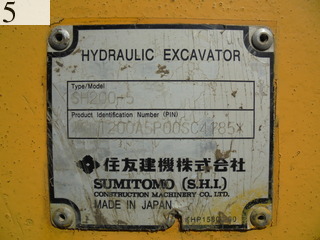 5
HYDRAULIC EXCAVATOR
Type/Model
SH200-5
Product Identification Number (PIN)
住友建機株式会社
SUMITOMO (S.H.I.)
CONSTRUCTION MACHINERY CO., LTD.
MADE IN JAPAN